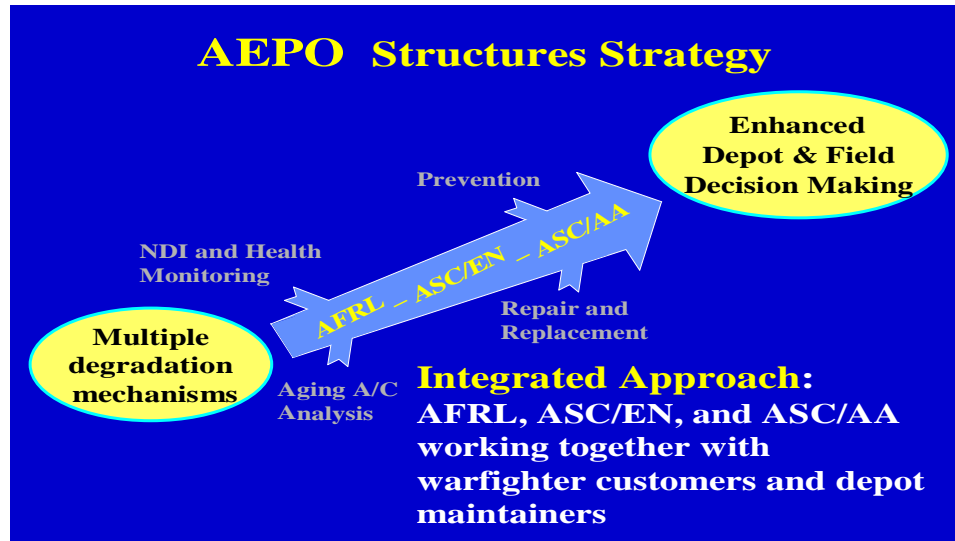 AEPO Structures Strategy
Enhanced
Depot & Field
Decision Making
Prevention
NDI and Health
Monitoring
AFRL _ ASC/EN _ ASC/AA
Repair and
Replacement
Multiple
degradation
mechanisms
Aging A/C
Analysis
Integrated Approach:
AFRL, ASC/EN, and ASC/AA
working together with
warfighter customers and depot
maintainers